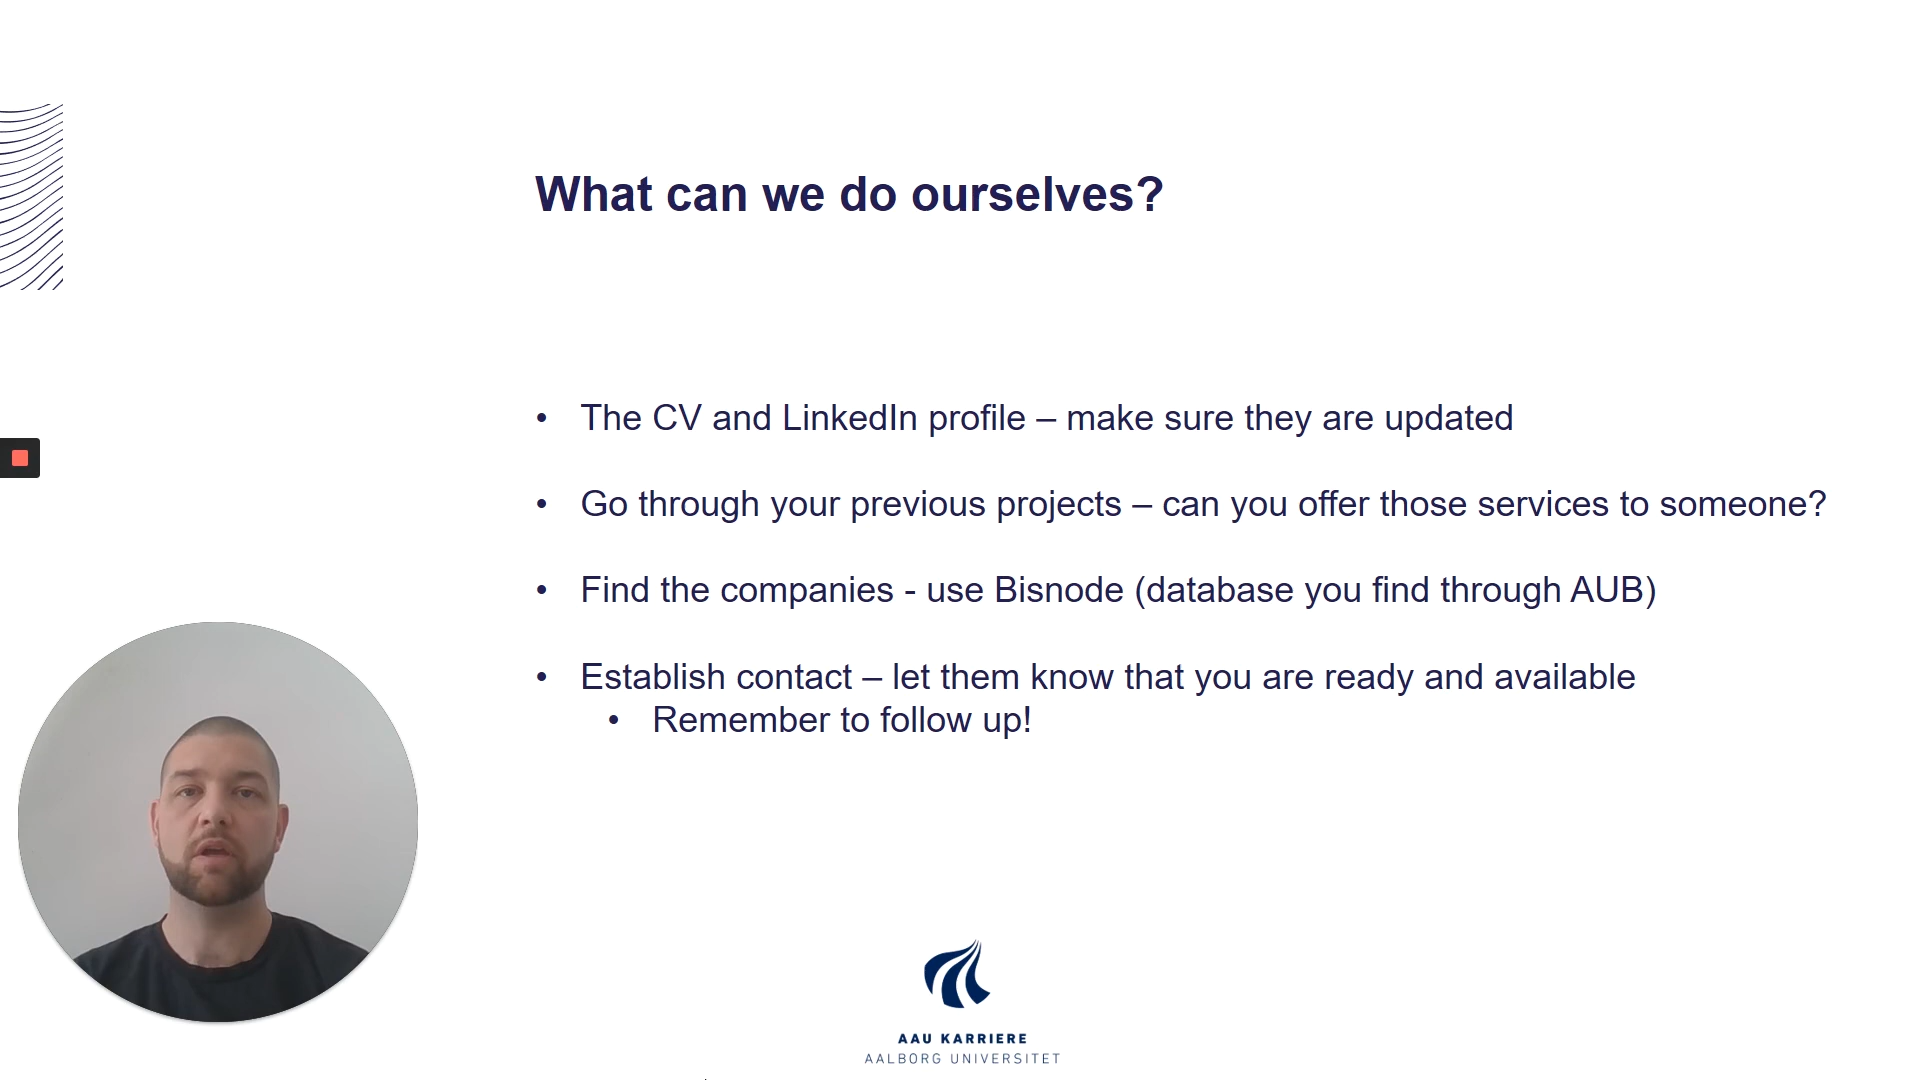 What can we do ourselves?
• The CV and LinkedIn profile – make sure they are updated
• Go through your previous projects – can you offer those services to someone?
• Find the companies - use Bisnode (database you find through AUB)
• Establish contact – let them know that you are ready and available
• Remember to follow up!
AAU KARRIERE
AALBORG UNIVERSITET